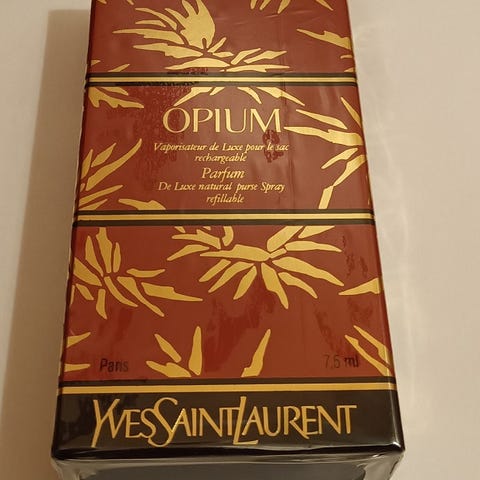 OPIUM
Vaporisateur de Luxe pour le sac
rechargeable
Parfum
De Luxe natural purse Spray
refillable
Paris 7,5 ml
YVESSAINTLAURENT